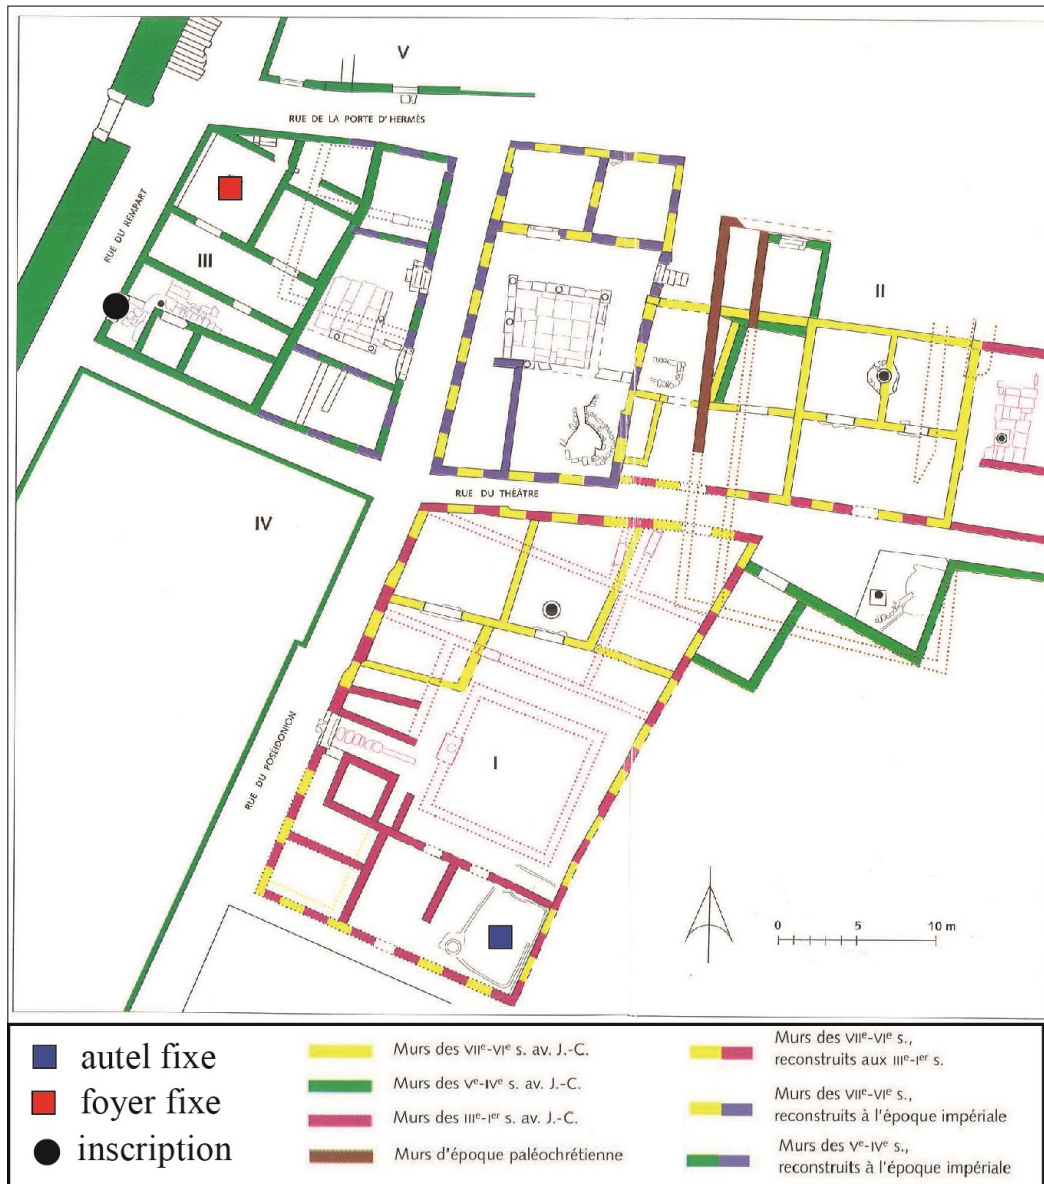 V
RUE DE LA PORTE D'HERMÈS
RUE DU REMPART
III
II
RUE DU THÉÂTRE
IV
RUE DU POSÉIDONION
I
0 5 10 m
autel fixe
foyer fixe
inscription
Murs des VIIe-VIe s. av. J.-C.
Murs des Ve-IVe s. av. J.-C.
Murs des IIIe-Ier s. av. J.-C.
Murs d'époque paléochrétienne
Murs des VIIe-VIe s.,
reconstruits aux IIIe-Ier s.
Murs des VIIe-VIe s.,
reconstruits à l'époque impériale
Murs des Ve-IVe s.,
reconstruits à l'époque impériale